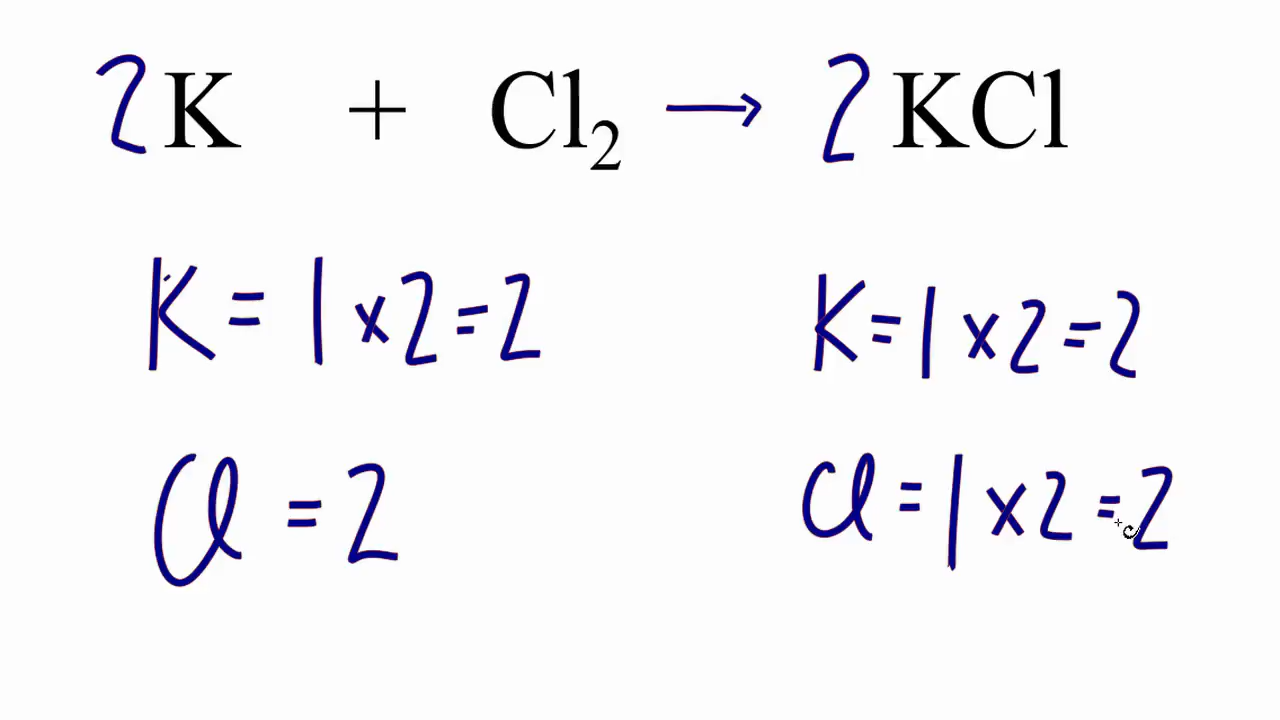 2K + Cl₂ → 2KCl
K = 1 x 2 = 2 K = 1 x 2 = 2
Cl = 2 Cl = 1 x 2 = 2